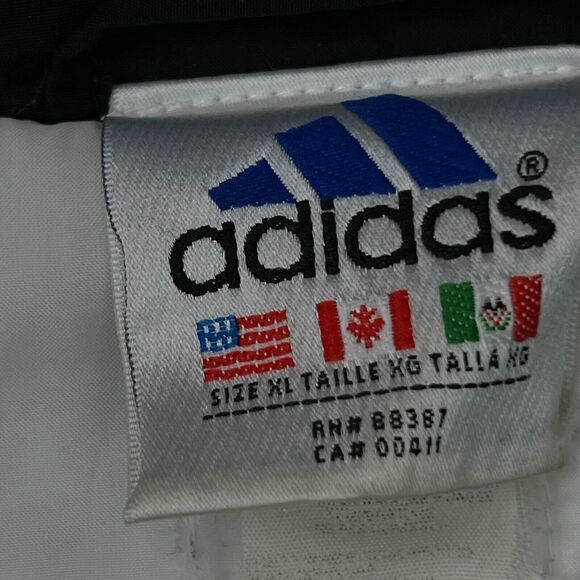 adidas®
SIZE XL TAILLE XG TALLA XG
RN# 88387
CA# 00411